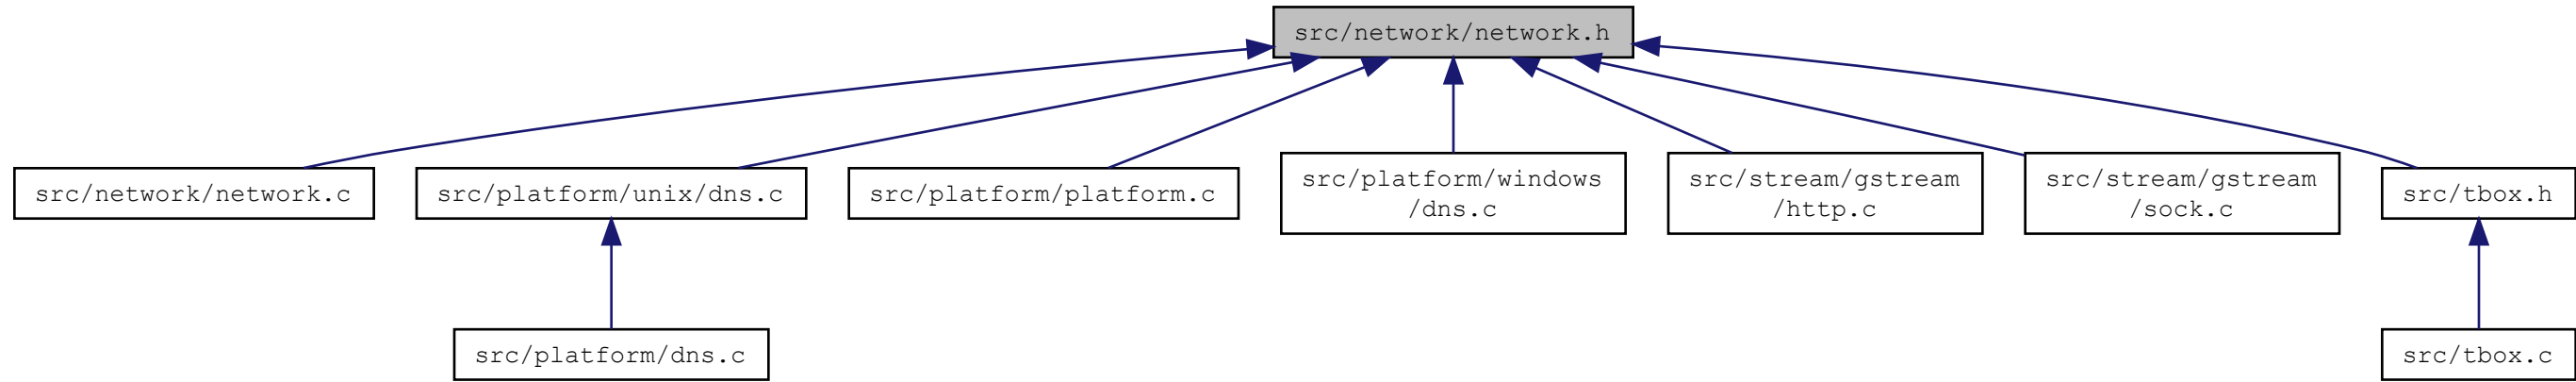 src/network/network.h
src/network/network.c
src/platform/unix/dns.c
src/platform/platform.c
src/platform/windows
/dns.c
src/stream/gstream
/http.c
src/stream/gstream
/sock.c
src/tbox.h
src/platform/dns.c
src/tbox.c